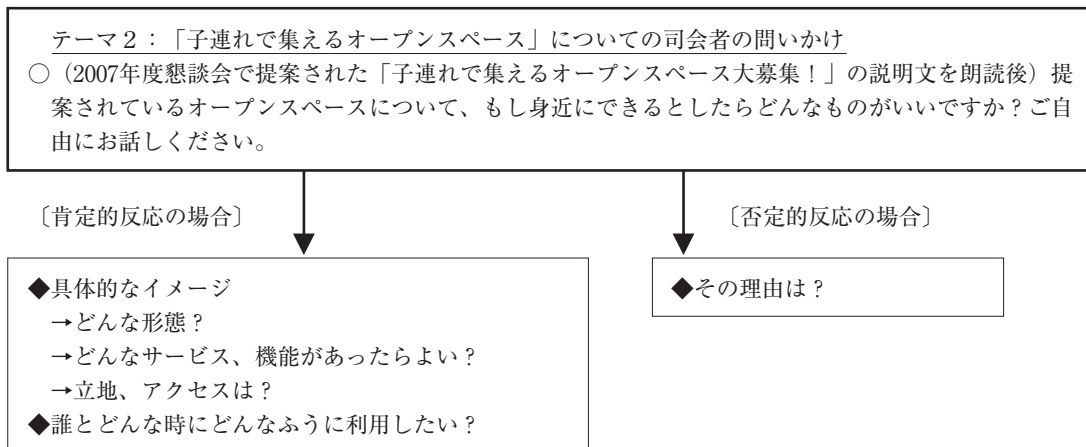 テーマ２：「子連れで集えるオープンスペース」についての司会者の問いかけ
○（2007年度懇談会で提案された「子連れで集えるオープンスペース大募集！」の説明文を朗読後）提
案されているオープンスペースについて、もし身近にできるとしたらどんなものがいいですか？ご自
由にお話しください。
〔肯定的反応の場合〕
〔否定的反応の場合〕
◆具体的なイメージ
→どんな形態？
→どんなサービス、機能があったらよい？
→立地、アクセスは？
◆誰とどんな時にどんなふうに利用したい？
◆その理由は？